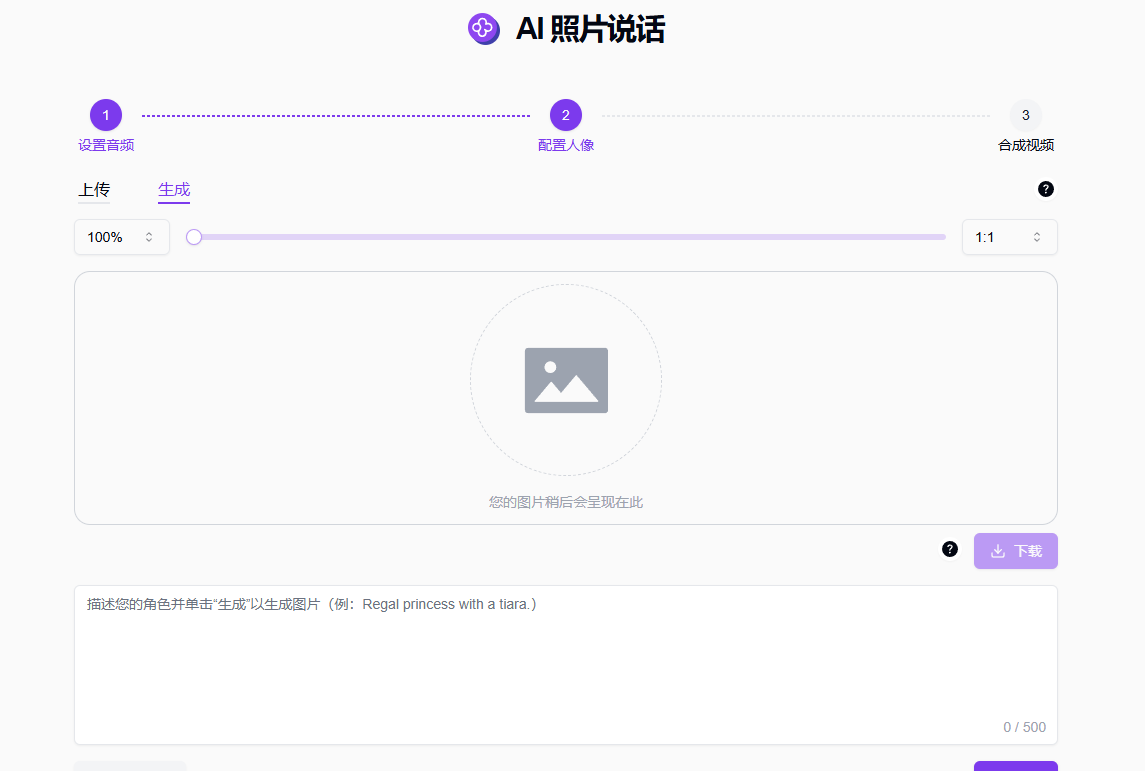 AI 照片说话
1 2 3
设置音频 配置人像 合成视频
上传 生成 ?
100% 1:1
您的图片稍后会呈现在此
? 下载
描述您的角色并单击“生成”以生成图片（例：Regal princess with a tiara.）
0 / 500